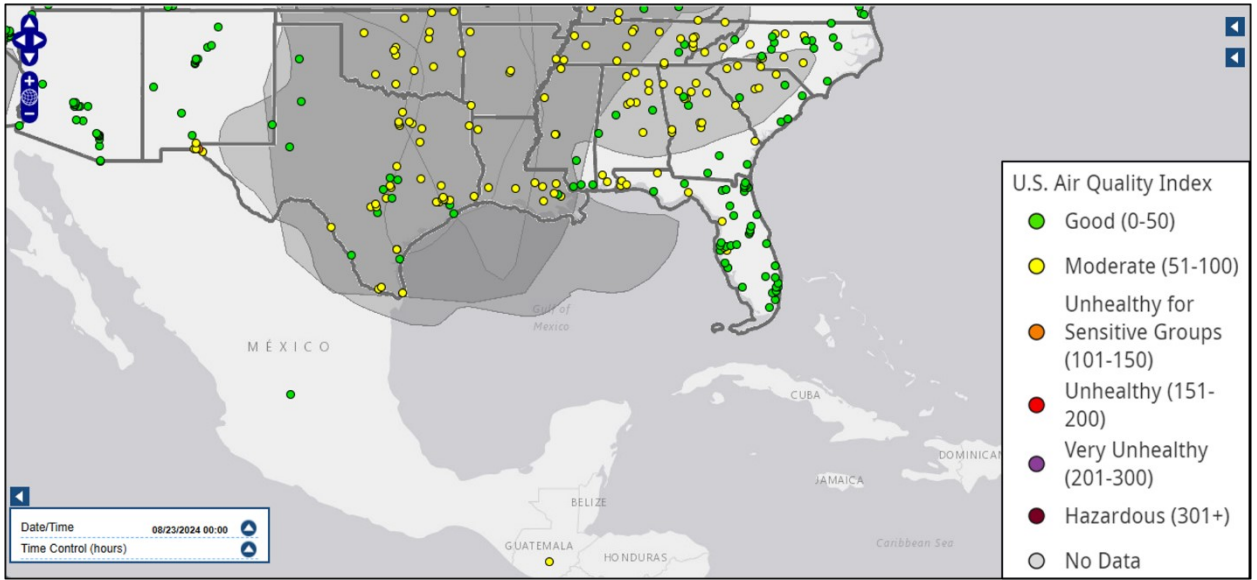 U.S. Air Quality Index
Good (0-50)
Moderate (51-100)
Unhealthy for
Sensitive Groups
(101-150)
Unhealthy (151-
200)
Very Unhealthy
(201-300)
Hazardous (301+)
No Data
Gulf of
Mexico
MÉXICO
CUBA
DOMINICAN
JAMAICA
BELIZE
GUATEMALA
HONDURAS
Caribbean Sea
Date/Time 08/23/2024 00:00
Time Control (hours)